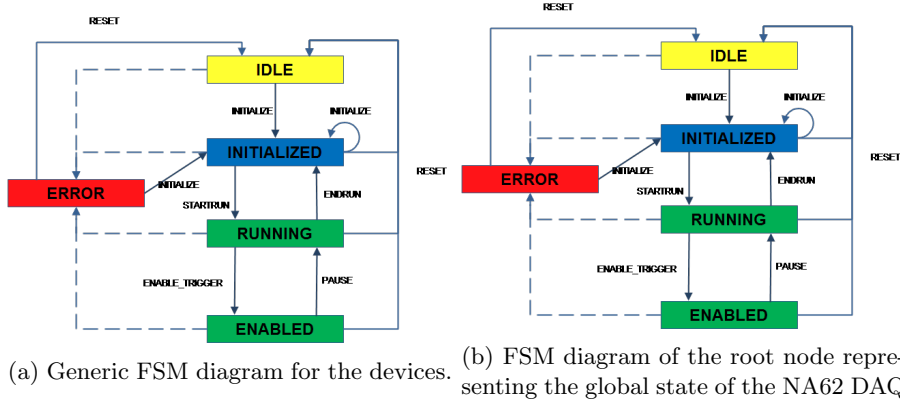 RESET
IDLE
INITIALIZE
INITIALIZE
INITIALIZED
RESET
ERROR
INITIALIZE
STARTRUN
ENDRUN
RUNNING
ENABLE_TRIGGER
PAUSE
ENABLED
(a) Generic FSM diagram for the devices.
RESET
IDLE
INITIALIZE
INITIALIZE
INITIALIZED
RESET
ERROR
INITIALIZE
STARTRUN
ENDRUN
RUNNING
ENABLE_TRIGGER
PAUSE
ENABLED
(b) FSM diagram of the root node repre-
senting the global state of the NA62 DAQ